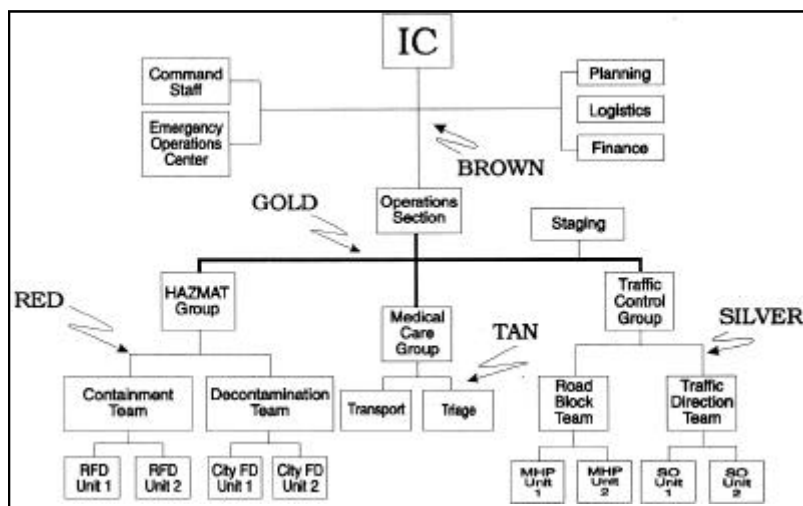 IC
Command
Staff
Emergency
Operations
Center
Planning
Logistics
Finance
BROWN
Operations
Section
GOLD
Staging
HAZMAT
Group
Medical
Care
Group
Traffic
Control
Group
RED
TAN
SILVER
Containment
Team
Decontamination
Team
Transport
Triage
Road
Block
Team
Traffic
Direction
Team
RFD
Unit 1
RFD
Unit 2
City FD
Unit 1
City FD
Unit 2
MHP
Unit
1
MHP
Unit
2
SO
Unit
1
SO
Unit
2